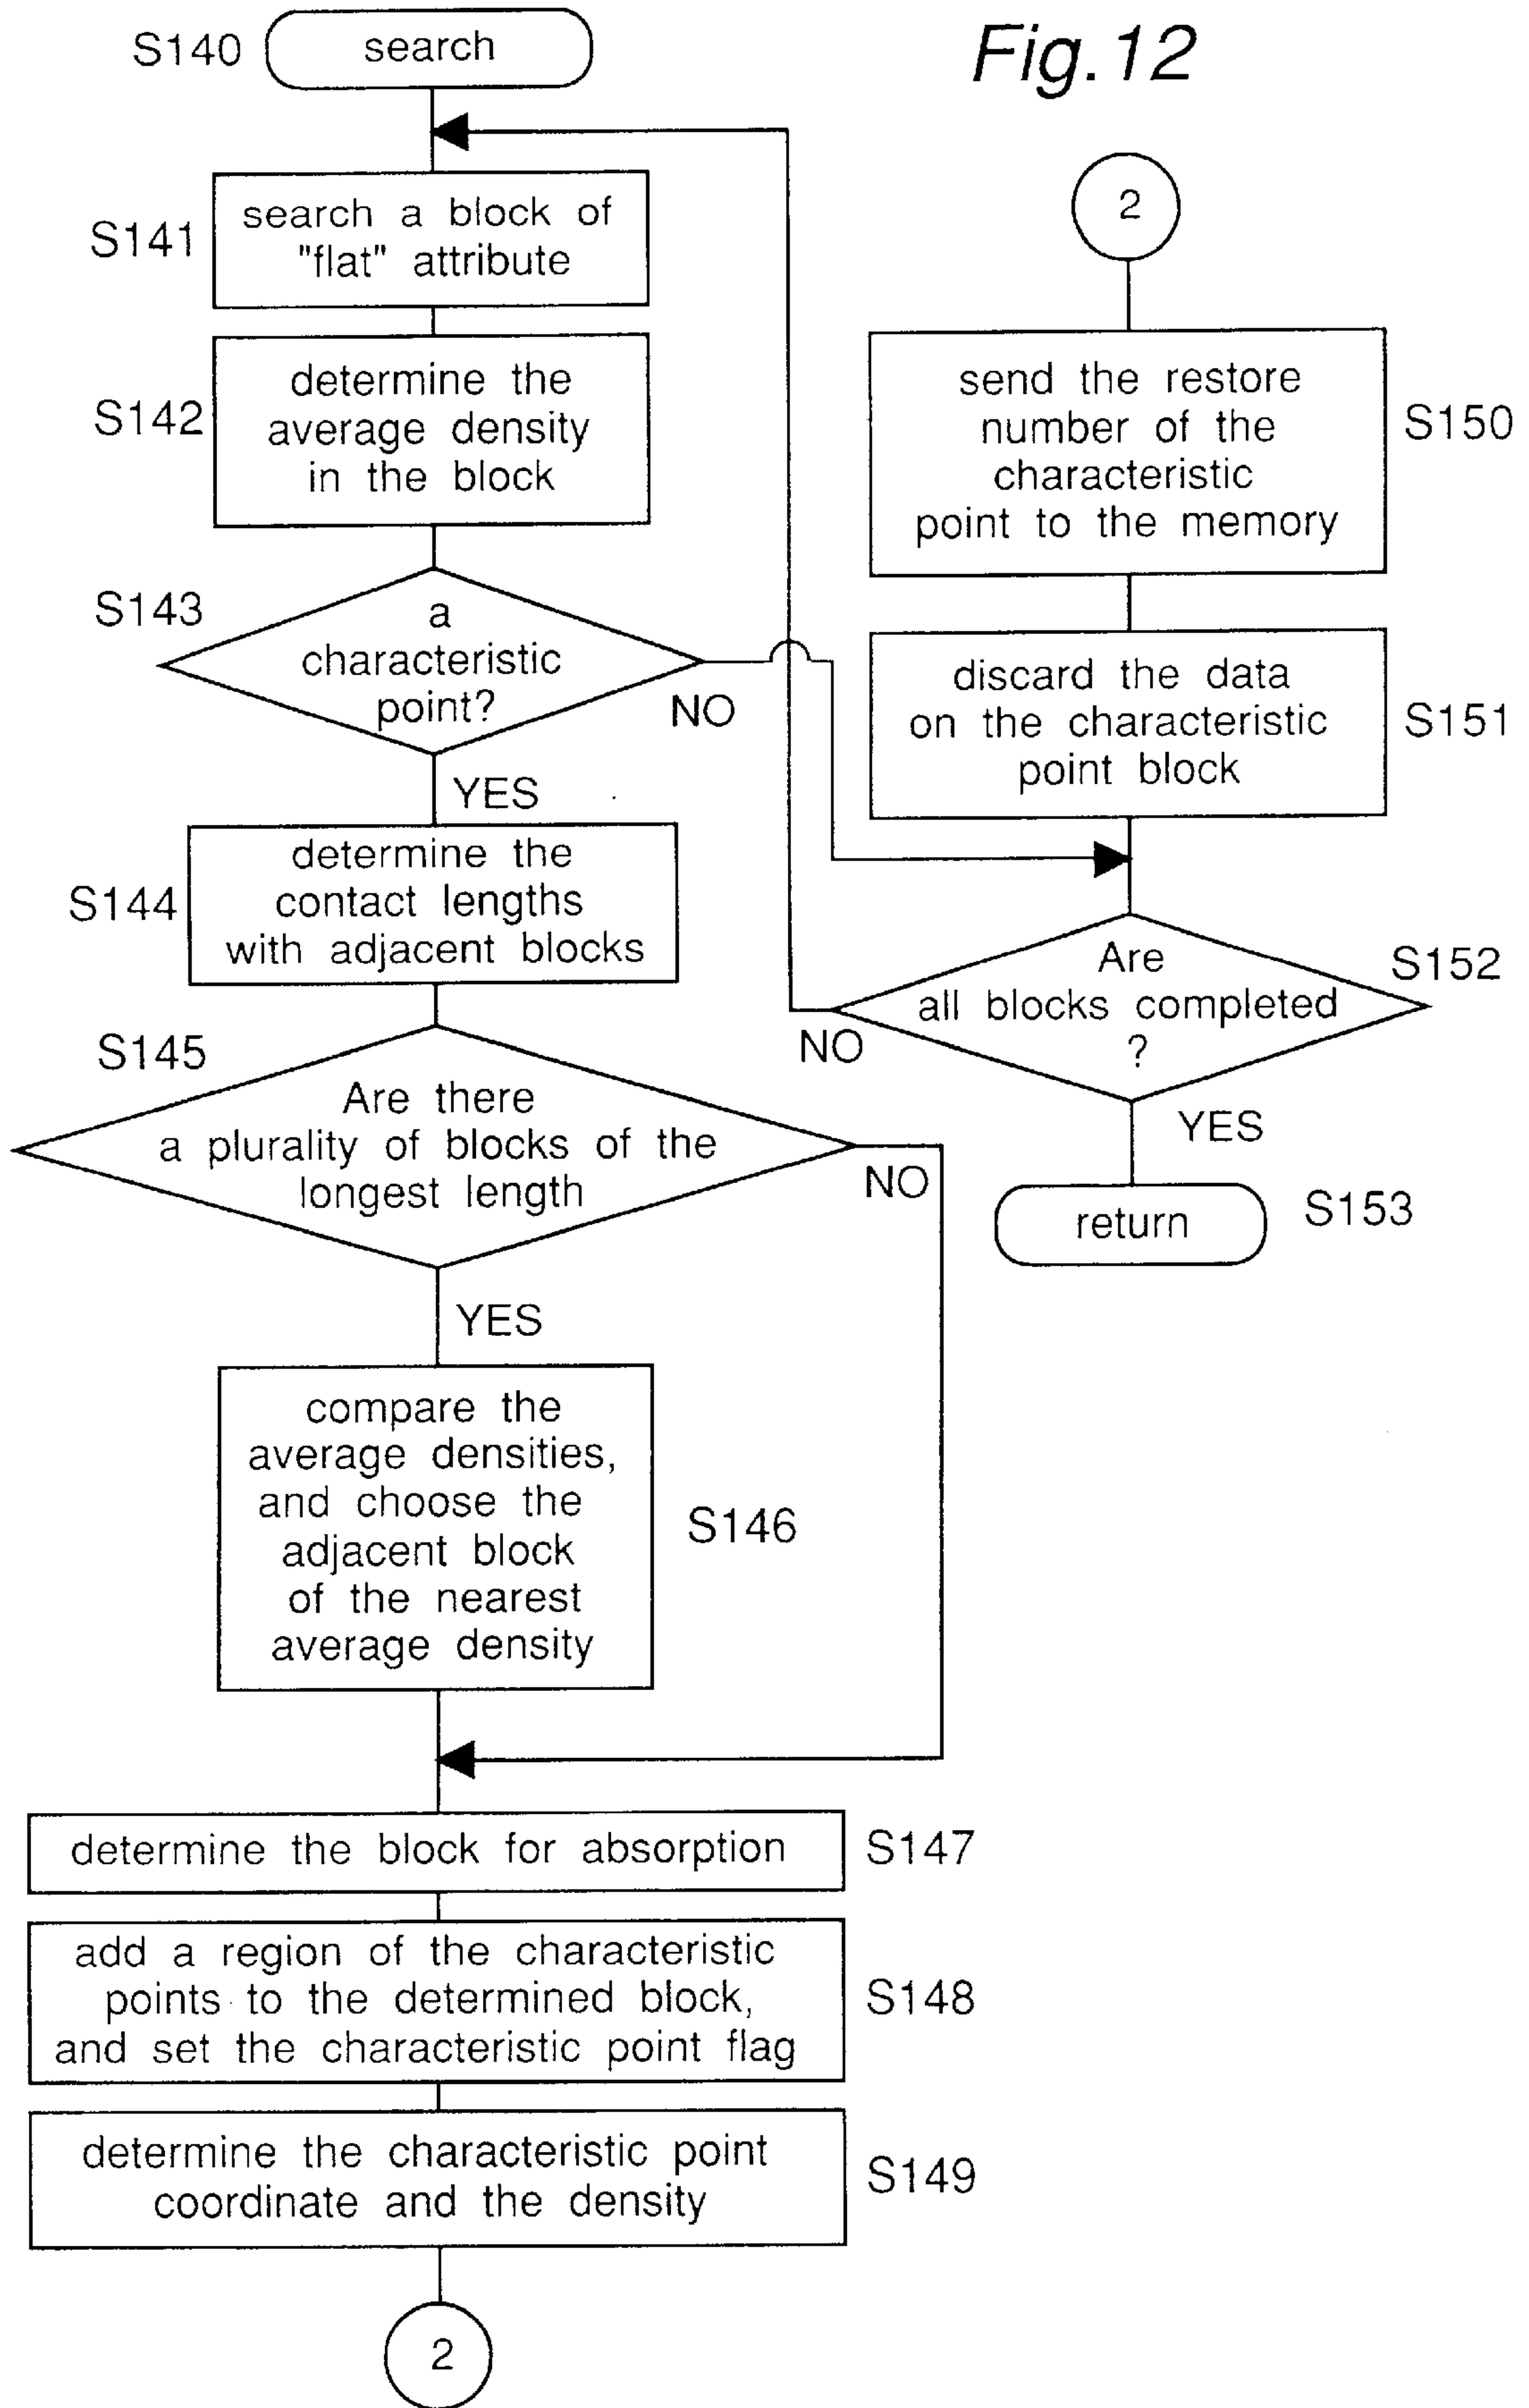 Fig.12
S140
search
S141
search a block of
"flat" attribute
S142
determine the
average density
in the block
S143
a
characteristic
point?
NO
YES
S144
determine the
contact lengths
with adjacent blocks
S145
Are there
a plurality of blocks of the
longest length
NO
YES
compare the
average densities,
and choose the
adjacent block
of the nearest
average density
S146
determine the block for absorption
S147
add a region of the characteristic
points to the determined block,
and set the characteristic point flag
S148
determine the characteristic point
coordinate and the density
S149
2
2
send the restore
number of the
characteristic
point to the memory
S150
discard the data
on the characteristic
point block
S151
Are
all blocks completed
?
S152
NO
YES
return
S153